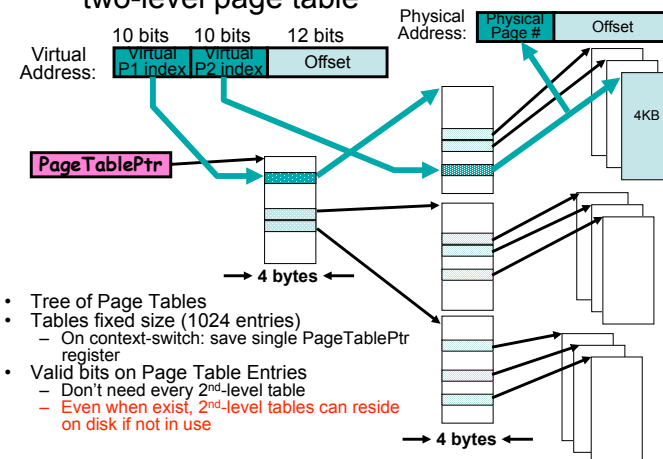 two-level page table
10 bits 10 bits 12 bits
Virtual Address:
Virtual P1 index
Virtual P2 index
Offset
Physical Address:
Physical Page #
Offset
4KB
PageTablePtr
4 bytes
• Tree of Page Tables
• Tables fixed size (1024 entries)
– On context-switch: save single PageTablePtr
register
• Valid bits on Page Table Entries
– Don't need every 2nd-level table
– Even when exist, 2nd-level tables can reside
on disk if not in use
4 bytes